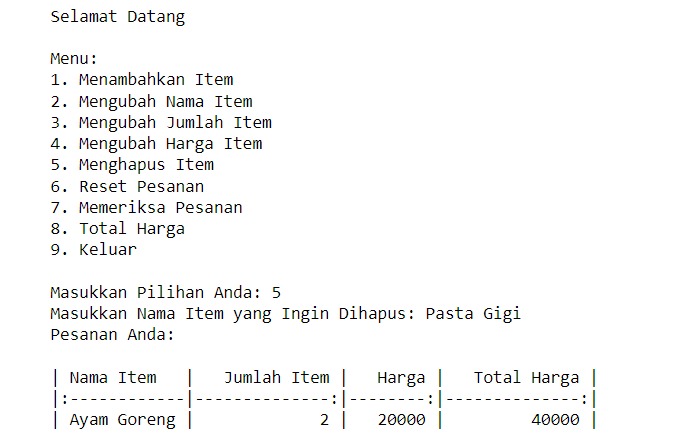 Selamat Datang
Menu:
1. Menambahkan Item
2. Mengubah Nama Item
3. Mengubah Jumlah Item
4. Mengubah Harga Item
5. Menghapus Item
6. Reset Pesanan
7. Memeriksa Pesanan
8. Total Harga
9. Keluar
Masukkan Pilihan Anda: 5
Masukkan Nama Item yang Ingin Dihapus: Pasta Gigi
Pesanan Anda:
| Nama Item   |   Jumlah Item |   Harga |   Total Harga |
|:------------|--------------:|--------:|--------------:|
| Ayam Goreng |             2 |   20000 |         40000 |